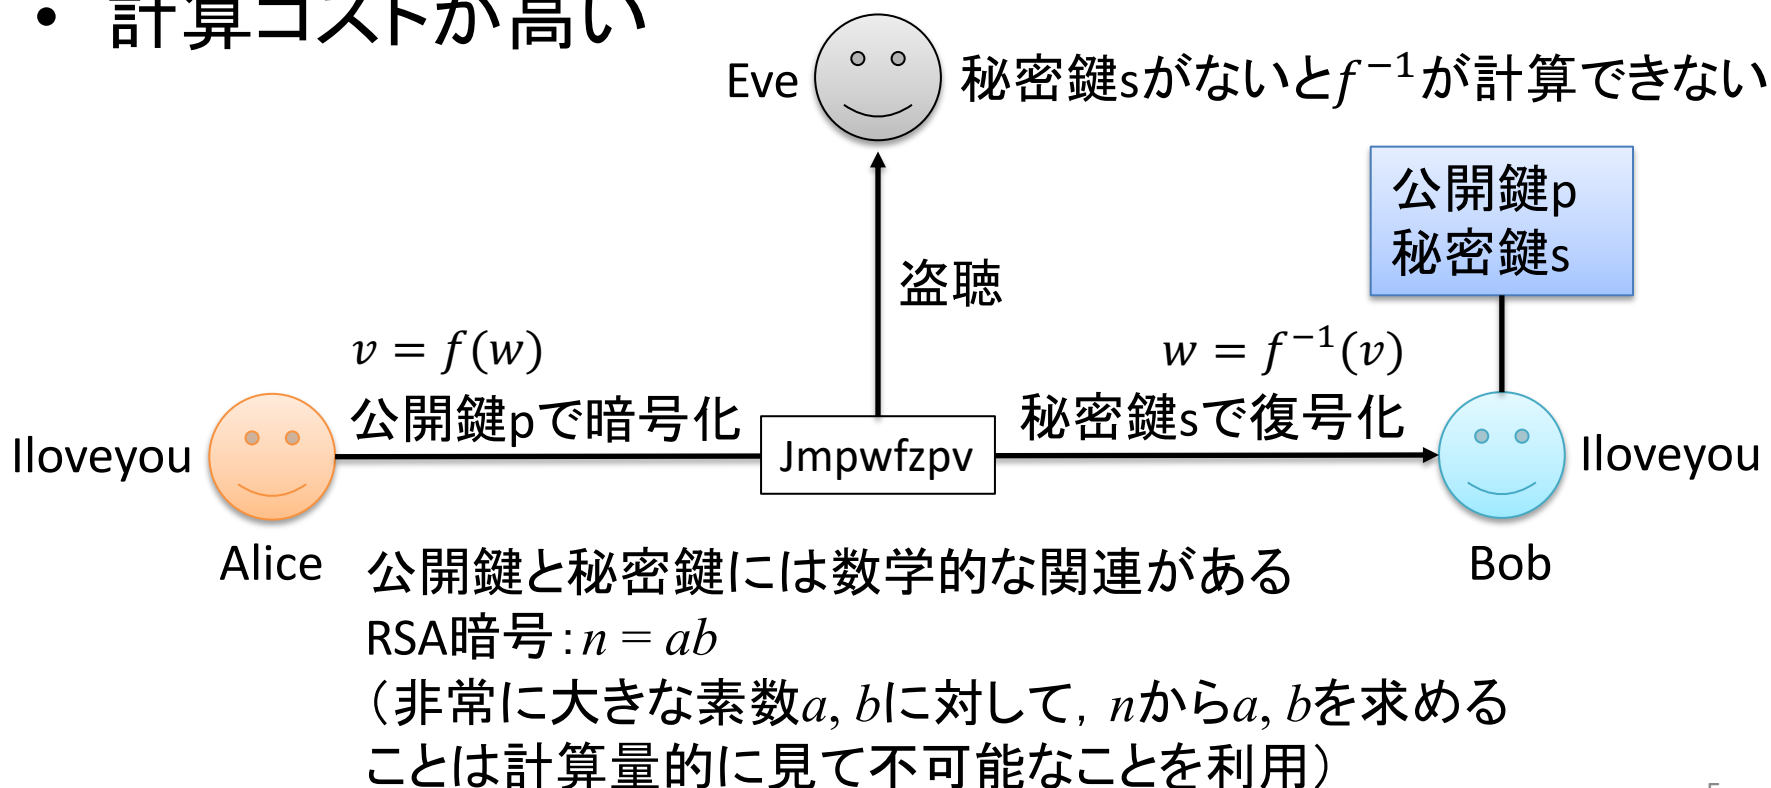 • 計算コストが高い
Eve
秘密鍵sがないとf⁻¹が計算できない
公開鍵p
秘密鍵s
盗聴
v = f(w)
w = f⁻¹(v)
公開鍵pで暗号化
秘密鍵sで復号化
Iloveyou
Jmpwfzpv
Iloveyou
Alice
Bob
公開鍵と秘密鍵には数学的な関連がある
RSA暗号：n = ab
（非常に大きな素数a, bに対して，nからa, bを求める
ことは計算量的に見て不可能なことを利用）
5